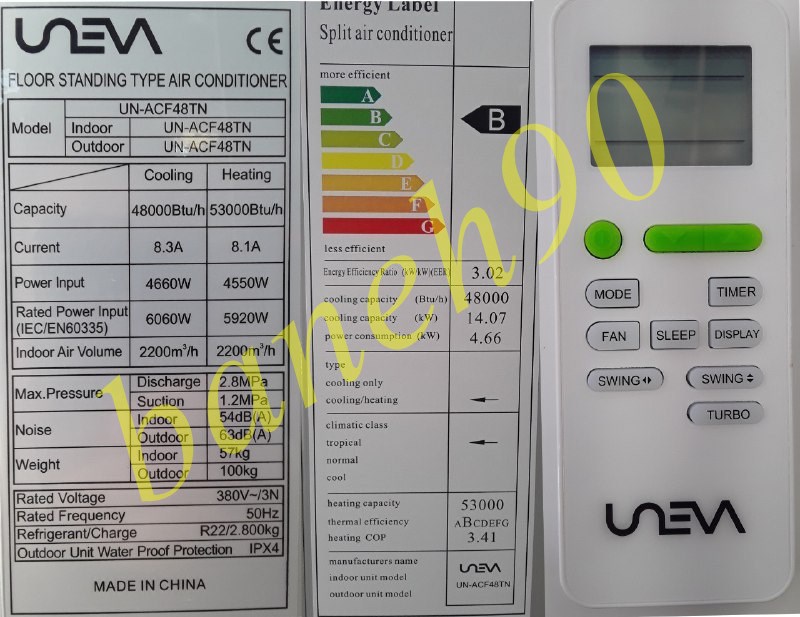 UNEVA CE
FLOOR STANDING TYPE AIR CONDITIONER
Model UN-ACF48TN
Indoor UN-ACF48TN
Outdoor UN-ACF48TN
Cooling Heating
Capacity 48000Btu/h 53000Btu/h
Current 8.3A 8.1A
Power Input 4660W 4550W
Rated Power Input (IEC/EN60335) 6060W 5920W
Indoor Air Volume 2200m³/h 2200m³/h
Max.Pressure Discharge 2.8MPa
Suction 1.2MPa
Noise Indoor 54dB(A)
Outdoor 63dB(A)
Weight Indoor 57kg
Outdoor 100kg
Rated Voltage 380V~/3N
Rated Frequency 50Hz
Refrigerant/Charge R22/2.800kg
Outdoor Unit Water Proof Protection IPX4
MADE IN CHINA
Energy Label
Split air conditioner
more efficient
A
B B
C
D
E
F
G
less efficient
Energy Efficiency Ratio (kW/kW)(EER) 3.02
cooling capacity (Btu/h) 48000
cooling capacity (kW) 14.07
power consumption (kW) 4.66
type
cooling only
cooling/heating
climatic class
tropical
normal
cool
heating capacity 53000
thermal efficiency ABCDEFG
heating COP 3.41
manufacturers name UNEVA
indoor unit model UN-ACF48TN
outdoor unit model
MODE TIMER
FAN SLEEP DISPLAY
SWING SWING
TURBO
UNEVA
baneh90